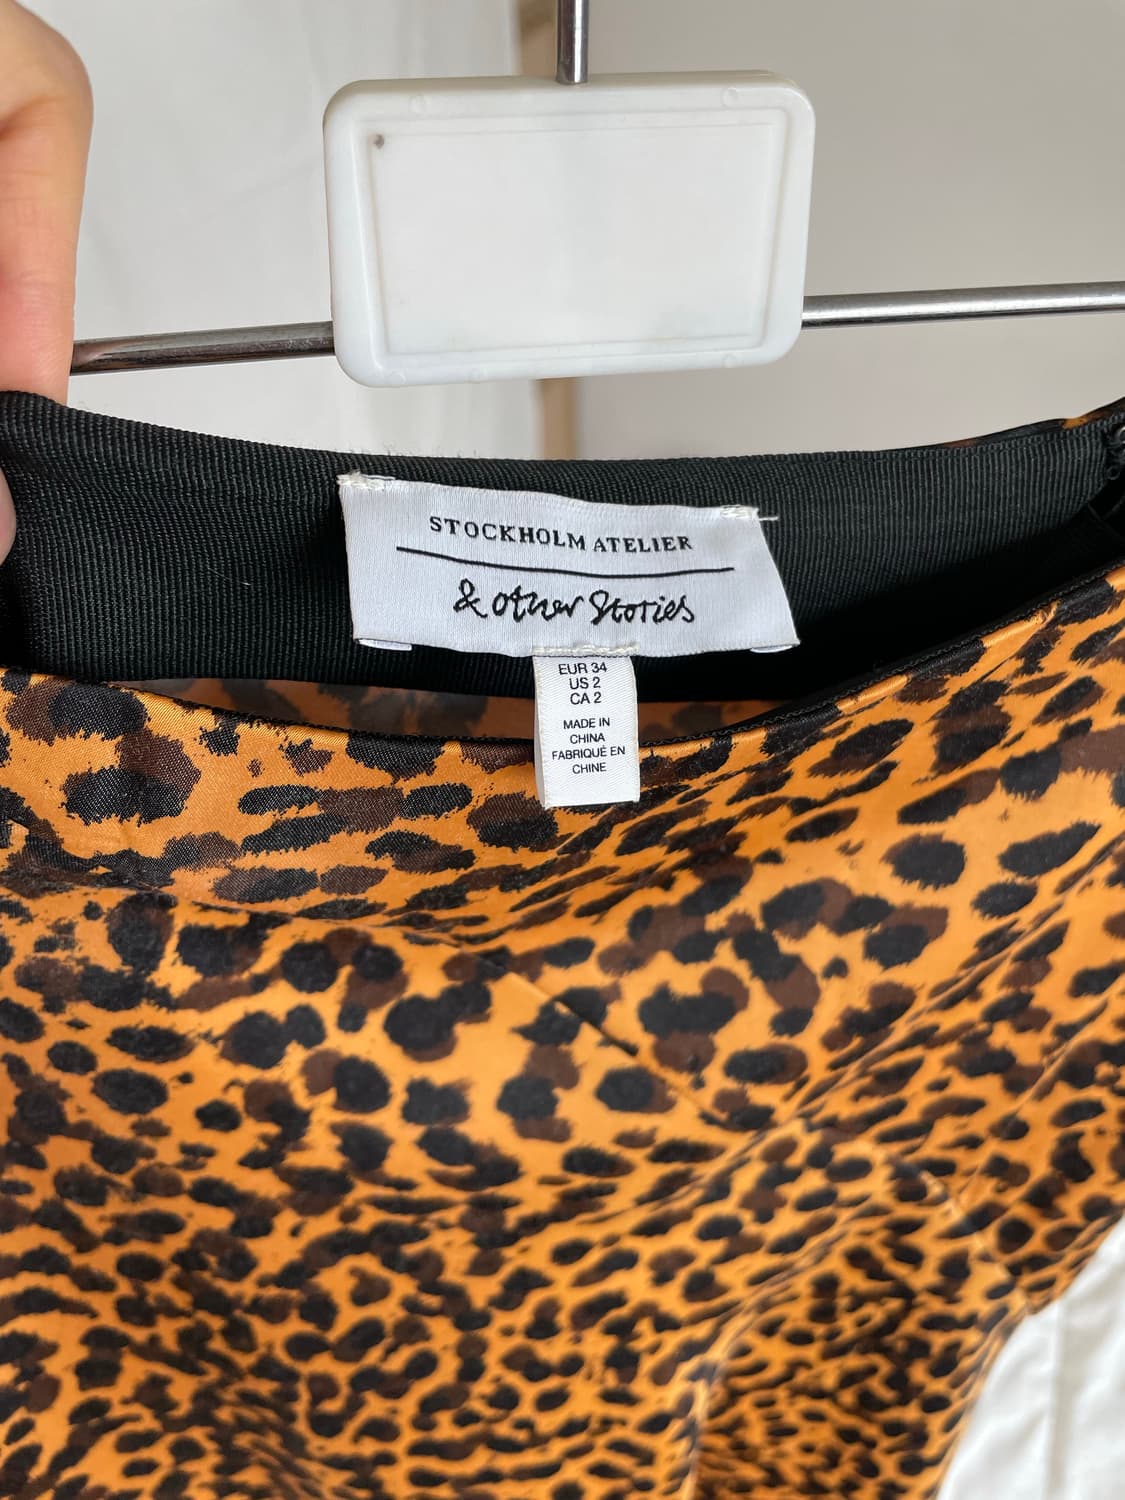 STOCKHOLM ATELIER
& other Stories
EUR 34
US 2
CA 2
MADE IN
CHINA
FABRIQUÉ EN
CHINE